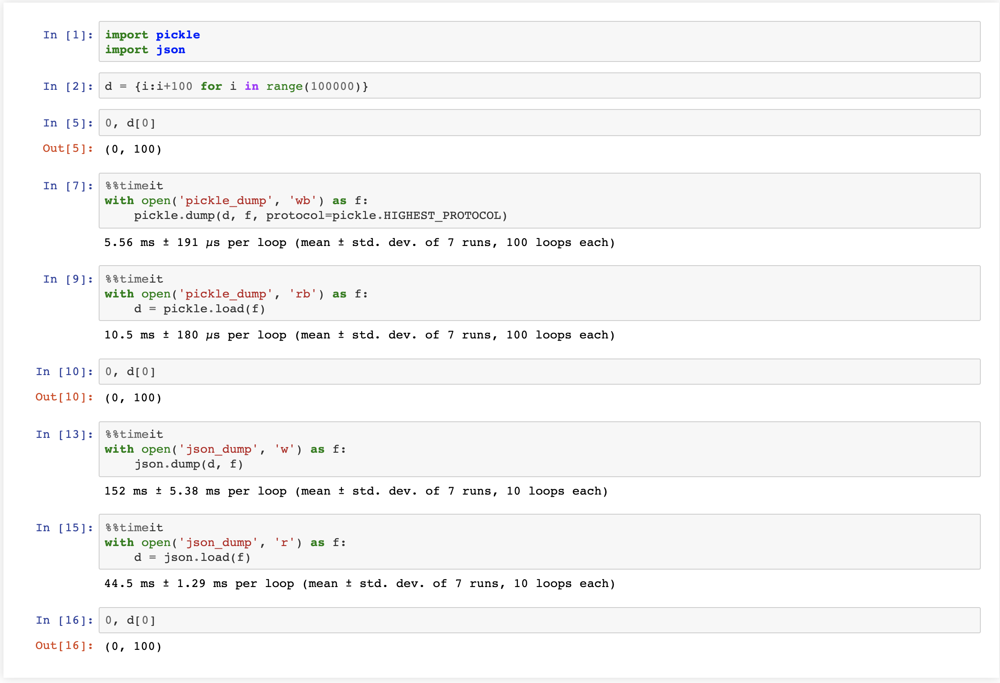 In [1]: import pickle
import json
In [2]: d = {i:i+100 for i in range(100000)}
In [5]: 0, d[0]
Out[5]: (0, 100)
In [7]: %%timeit
with open('pickle_dump', 'wb') as f:
    pickle.dump(d, f, protocol=pickle.HIGHEST_PROTOCOL)
5.56 ms ± 191 µs per loop (mean ± std. dev. of 7 runs, 100 loops each)
In [9]: %%timeit
with open('pickle_dump', 'rb') as f:
    d = pickle.load(f)
10.5 ms ± 180 µs per loop (mean ± std. dev. of 7 runs, 100 loops each)
In [10]: 0, d[0]
Out[10]: (0, 100)
In [13]: %%timeit
with open('json_dump', 'w') as f:
    json.dump(d, f)
152 ms ± 5.38 ms per loop (mean ± std. dev. of 7 runs, 10 loops each)
In [15]: %%timeit
with open('json_dump', 'r') as f:
    d = json.load(f)
44.5 ms ± 1.29 ms per loop (mean ± std. dev. of 7 runs, 10 loops each)
In [16]: 0, d[0]
Out[16]: (0, 100)